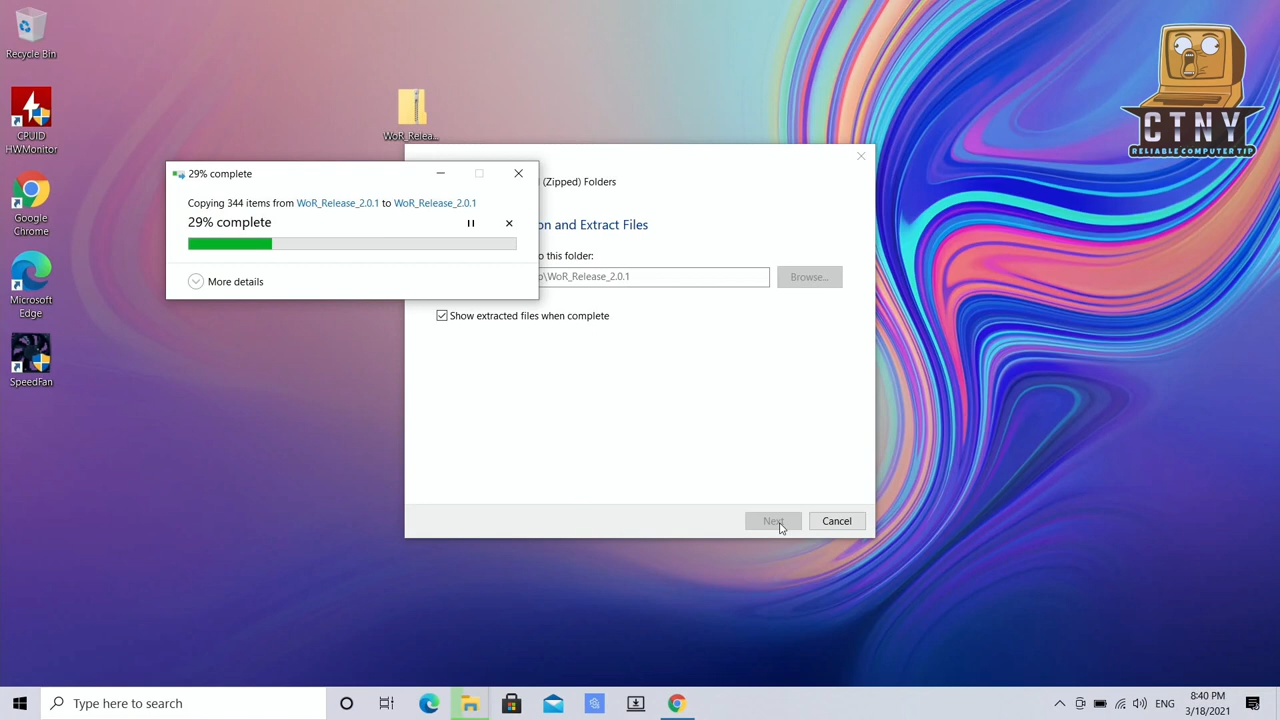 Recycle Bin
CPUID
HWMonitor
Google
Chrome
Microsoft
Edge
SpeedFan
WoR_Relea...
CTNY
RELIABLE COMPUTER TIP
29% complete
Copying 344 items from WoR_Release_2.0.1 to WoR_Release_2.0.1
29% complete
More details
(Zipped) Folders
and Extract Files
this folder:
\WoR_Release_2.0.1
Browse...
Show extracted files when complete
Next
Cancel
Type here to search
ENG
8:40 PM
3/18/2021